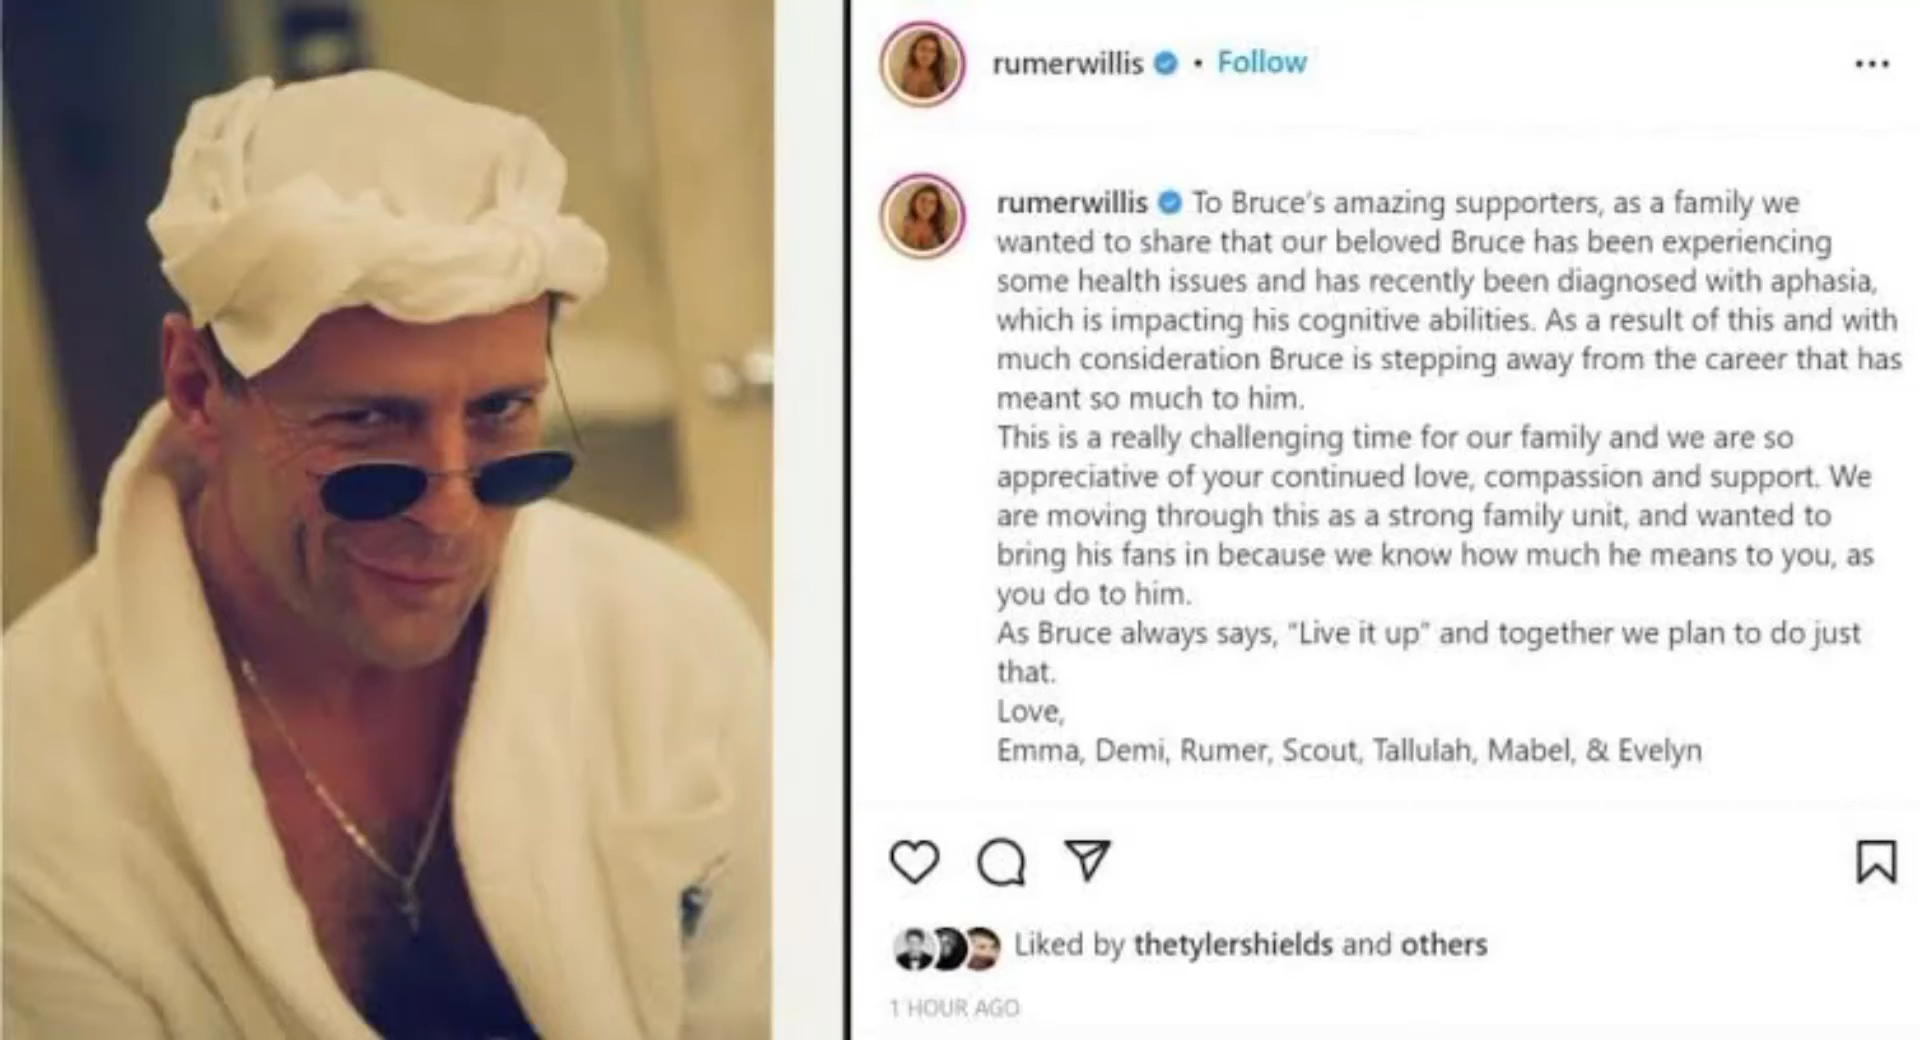 rumerwillis • Follow
rumerwillis To Bruce's amazing supporters, as a family we
wanted to share that our beloved Bruce has been experiencing
some health issues and has recently been diagnosed with aphasia,
which is impacting his cognitive abilities. As a result of this and with
much consideration Bruce is stepping away from the career that has
meant so much to him.
This is a really challenging time for our family and we are so
appreciative of your continued love, compassion and support. We
are moving through this as a strong family unit, and wanted to
bring his fans in because we know how much he means to you, as
you do to him.
As Bruce always says, "Live it up" and together we plan to do just
that.
Love,
Emma, Demi, Rumer, Scout, Tallulah, Mabel, & Evelyn
Liked by thetylershields and others
1 HOUR AGO